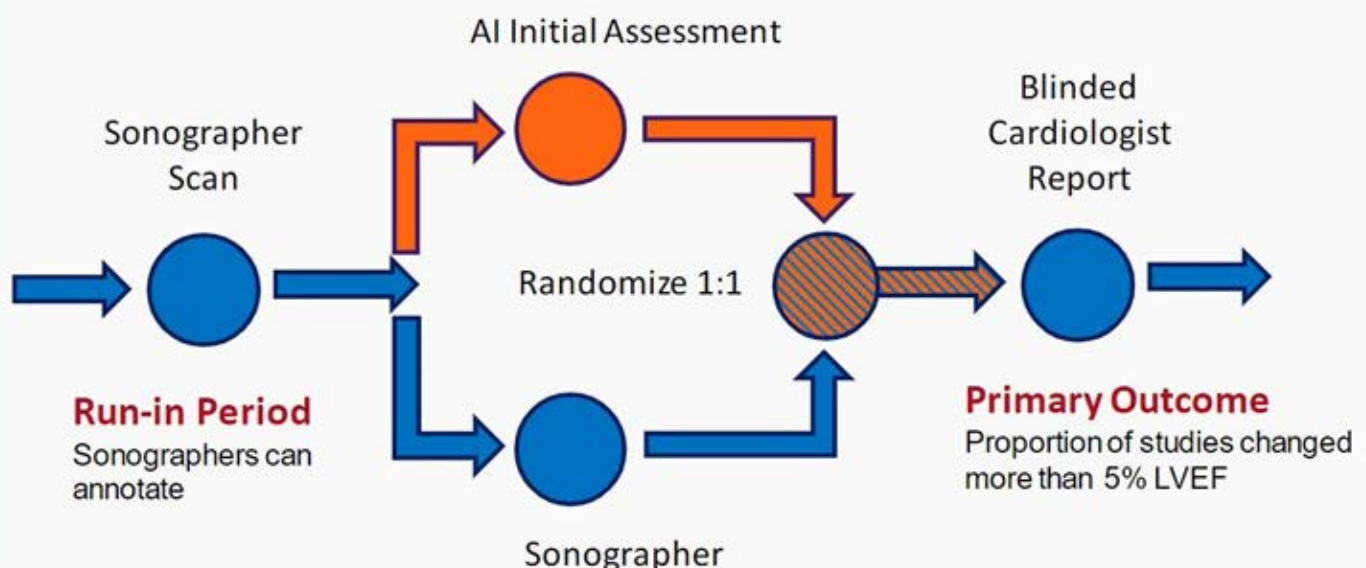 AI Initial Assessment
Sonographer
Scan
Blinded
Cardiologist
Report
Randomize 1:1
Run-in Period
Sonographers can
annotate
Primary Outcome
Proportion of studies changed
more than 5% LVEF
Sonographer